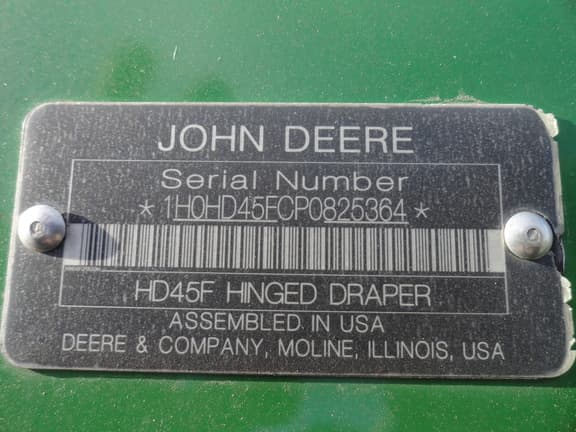 JOHN DEERE
Serial Number
*1H0HD45FCP0825364*
HD45F HINGED DRAPER
ASSEMBLED IN USA
DEERE & COMPANY, MOLINE, ILLINOIS, USA